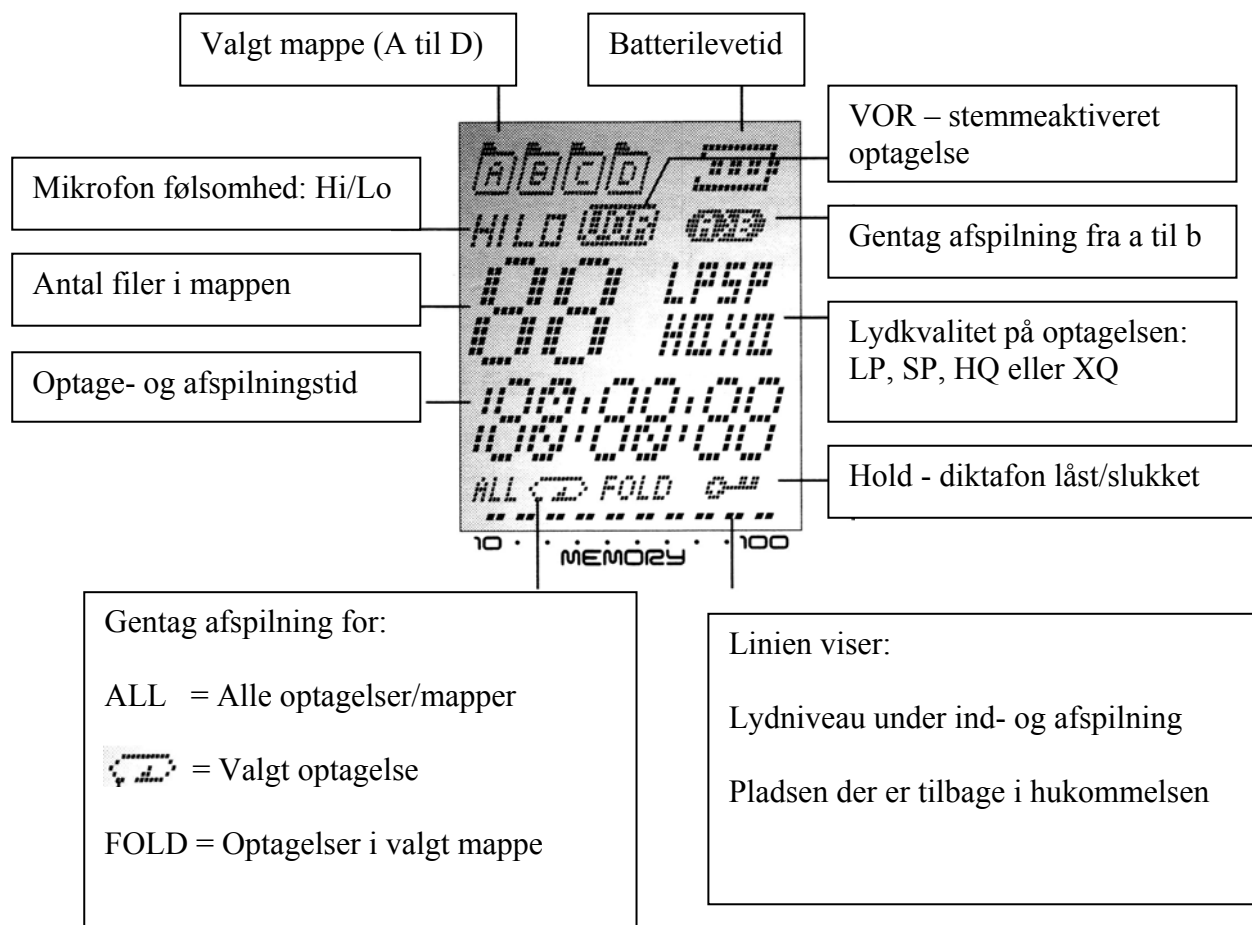 Valgt mappe (A til D)
Batterilevetid
VOR – stemmeaktiveret
optagelse
Mikrofon følsomhed: Hi/Lo
Gentag afspilning fra a til b
Antal filer i mappen
Lydkvalitet på optagelsen:
LP, SP, HQ eller XQ
Optage- og afspilningstid
Hold - diktafon låst/slukket
A B C D
HI LO VOR A B
88 LP SP
HQ XQ
ALL FOLD
10 MEMORY 100
Gentag afspilning for:
ALL = Alle optagelser/mapper
= Valgt optagelse
FOLD = Optagelser i valgt mappe
Linien viser:
Lydniveau under ind- og afspilning
Pladsen der er tilbage i hukommelsen